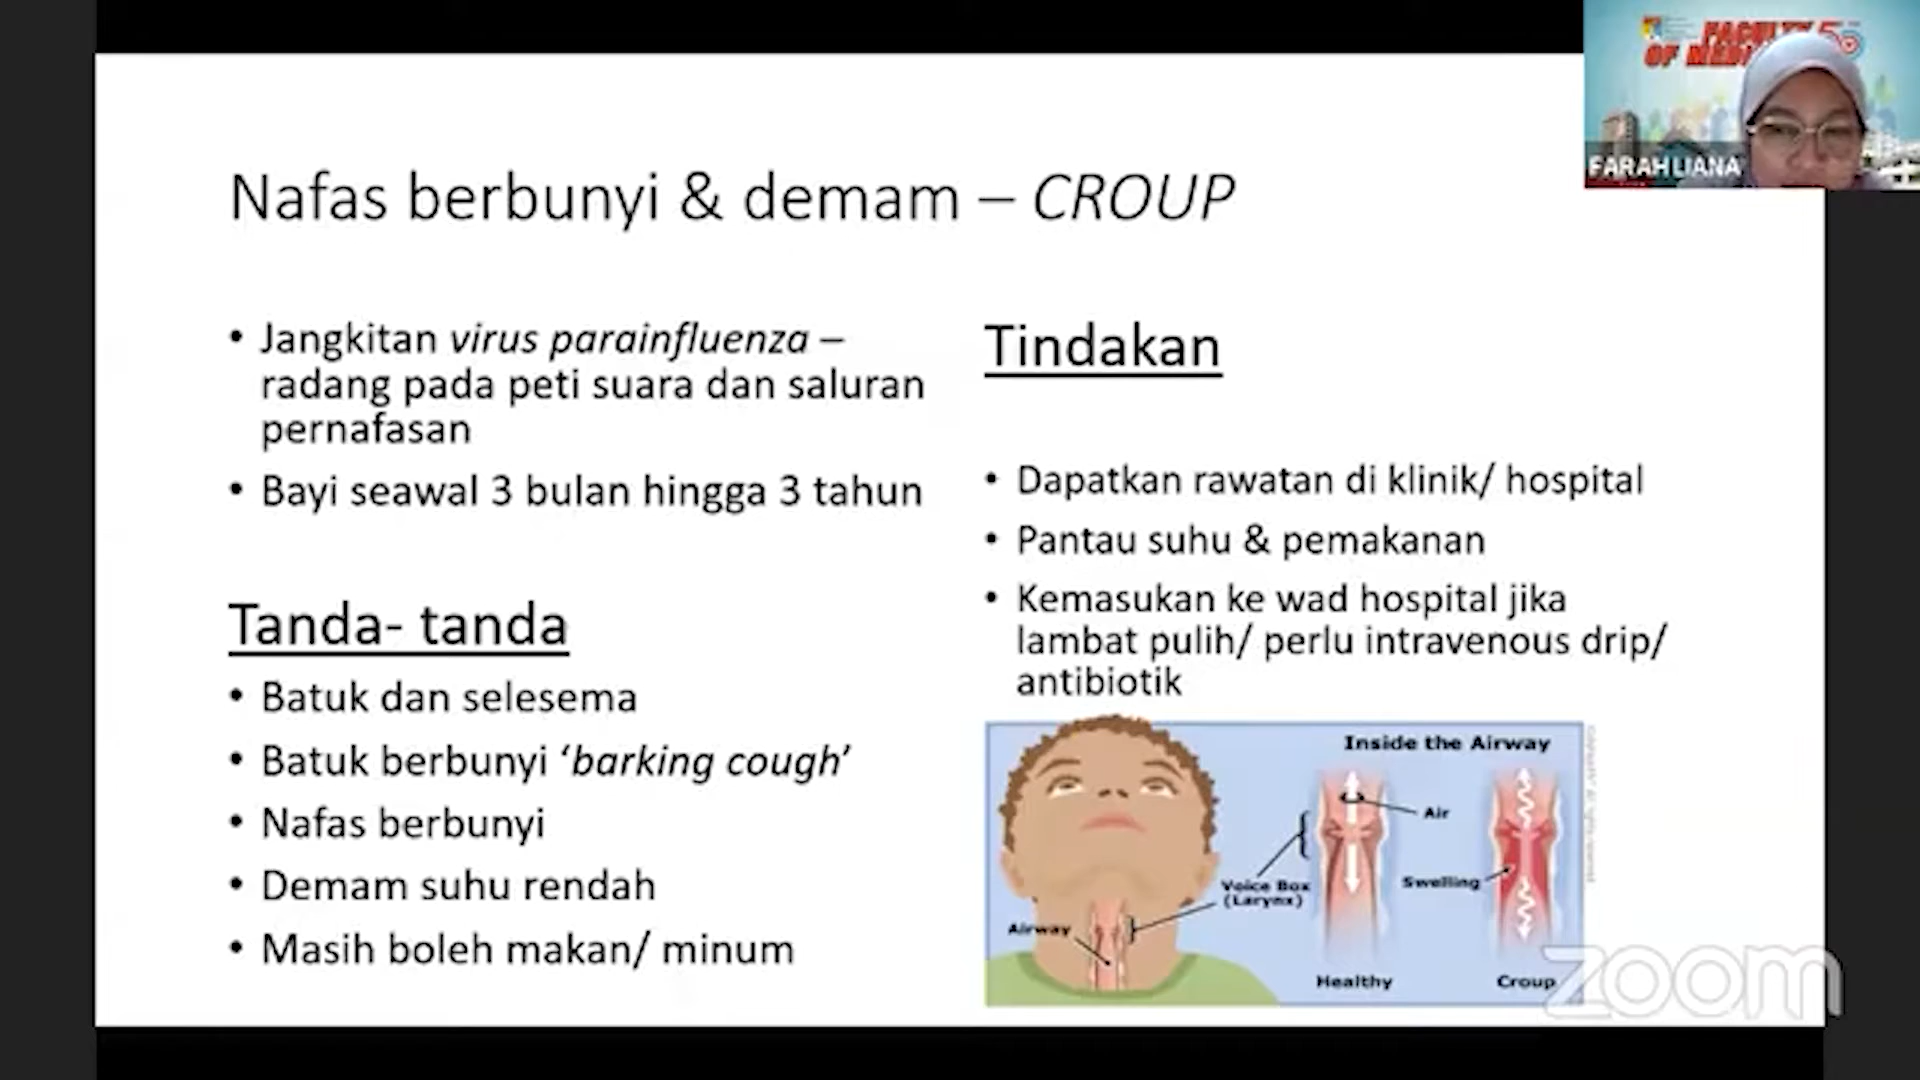 FACULTY
OF MEDI
FARAH LIANA
Nafas berbunyi & demam – CROUP
• Jangkitan virus parainfluenza –
radang pada peti suara dan saluran
pernafasan
• Bayi seawal 3 bulan hingga 3 tahun
Tanda- tanda
• Batuk dan selesema
• Batuk berbunyi ‘barking cough’
• Nafas berbunyi
• Demam suhu rendah
• Masih boleh makan/ minum
Tindakan
• Dapatkan rawatan di klinik/ hospital
• Pantau suhu & pemakanan
• Kemasukan ke wad hospital jika
lambat pulih/ perlu intravenous drip/
antibiotik
Inside the Airway
Air
Voice Box
(Larynx)
Swelling
Airway
Healthy
Croup
zoom